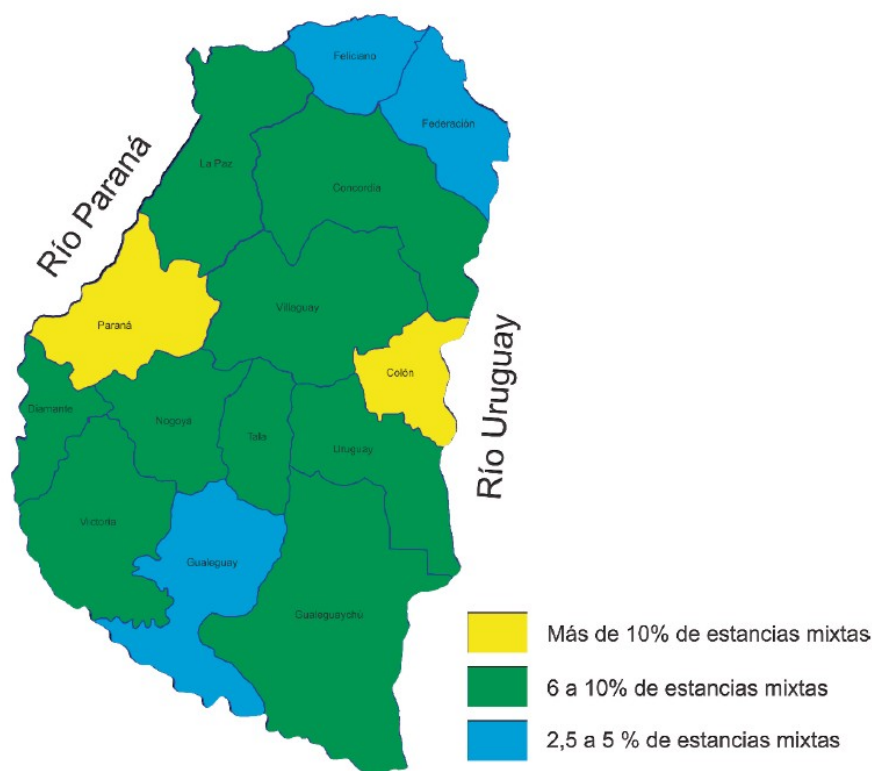 Feliciano
Federación
La Paz
Concordia
Río Paraná
Villaguay
Paraná
Colón
Río Uruguay
Diamante
Nogoyá
Tala
Uruguay
Victoria
Gualeguay
Gualeguaychú
Más de 10% de estancias mixtas
6 a 10% de estancias mixtas
2,5 a 5 % de estancias mixtas